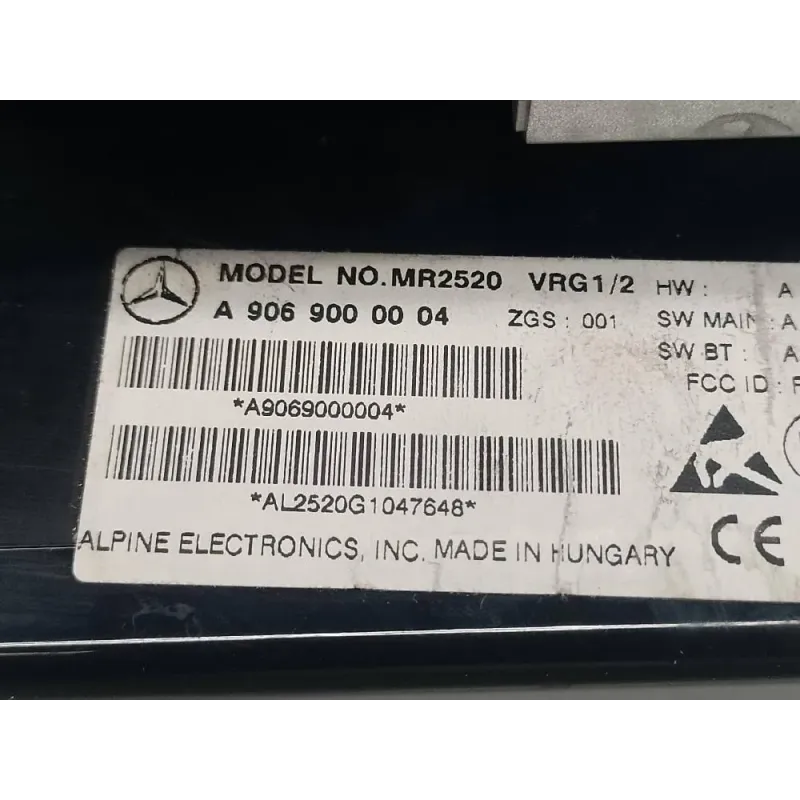 MODEL NO.MR2520 VRG1/2 HW : A
A 906 900 00 04 ZGS : 001 SW MAIN : A
SW BT : A
FCC ID : F
*A9069000004*
*AL2520G1047648*
ALPINE ELECTRONICS, INC. MADE IN HUNGARY CE